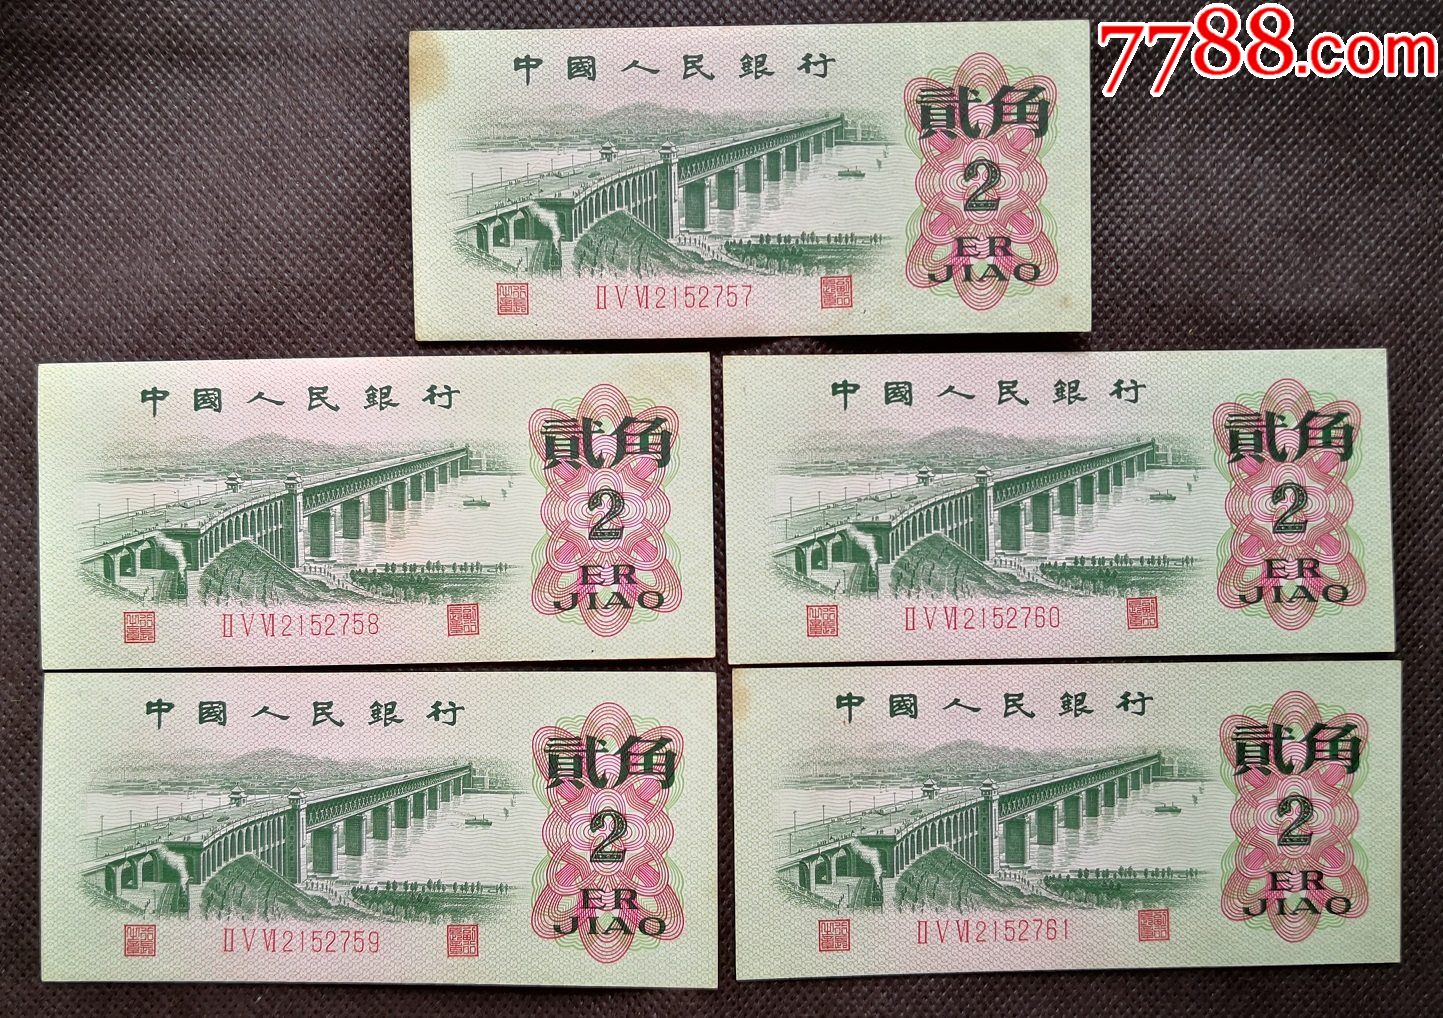 7788.com
中國人民銀行
貳角
2
ER
JIAO
ⅡⅤⅥ2152757
中國人民銀行
貳角
2
ER
JIAO
ⅡⅤⅥ2152758
中國人民銀行
貳角
2
ER
JIAO
ⅡⅤⅥ2152760
中國人民銀行
貳角
2
ER
JIAO
ⅡⅤⅥ2152759
中國人民銀行
貳角
2
ER
JIAO
ⅡⅤⅥ2152761